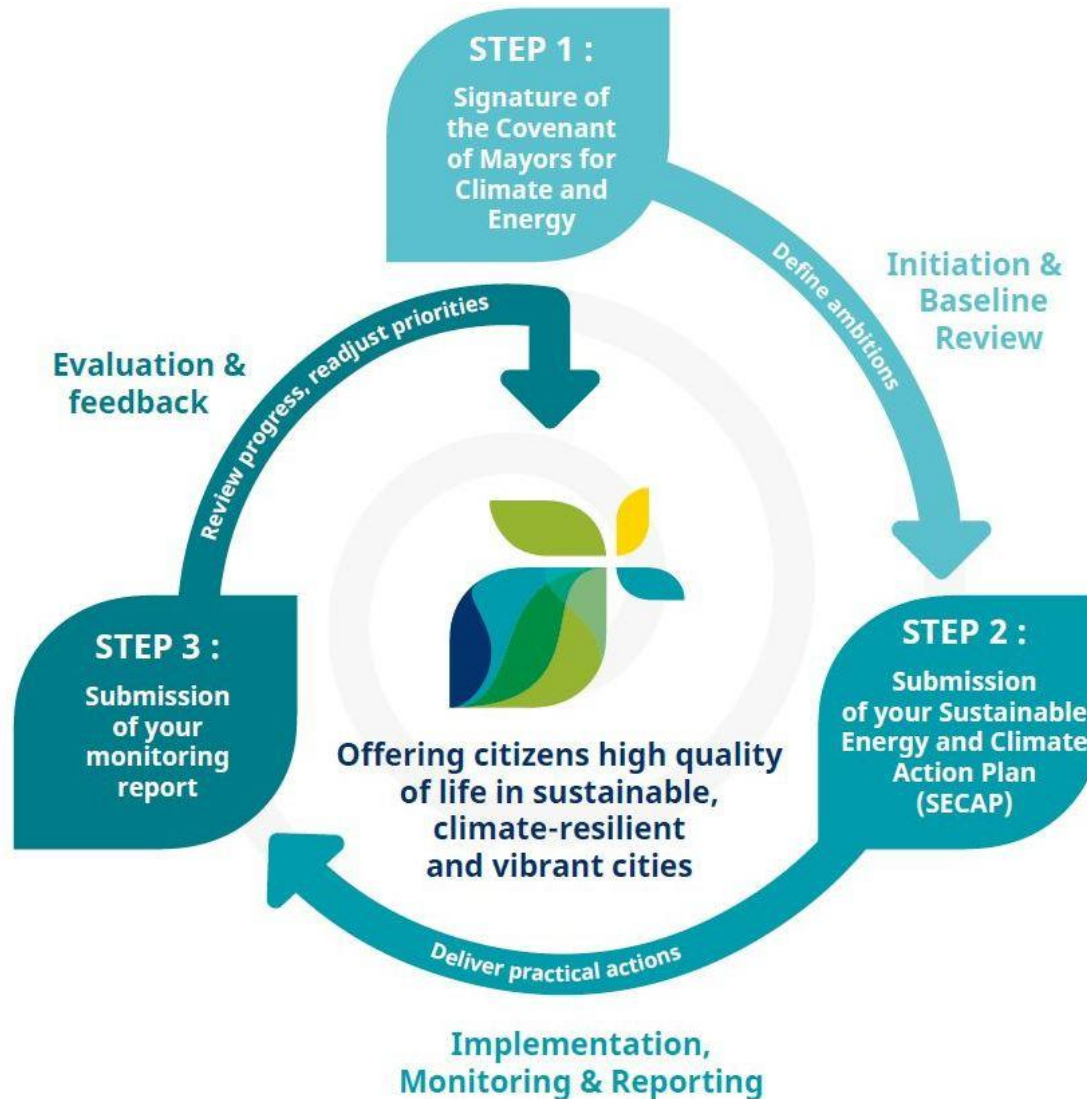 STEP 1 :
Signature of
the Covenant
of Mayors for
Climate and
Energy
Define ambitions
Initiation &
Baseline
Review
STEP 2 :
Submission
of your Sustainable
Energy and Climate
Action Plan
(SECAP)
Deliver practical actions
Implementation,
Monitoring & Reporting
STEP 3 :
Submission
of your
monitoring
report
Review progress, readjust priorities
Evaluation &
feedback
Offering citizens high quality
of life in sustainable,
climate-resilient
and vibrant cities